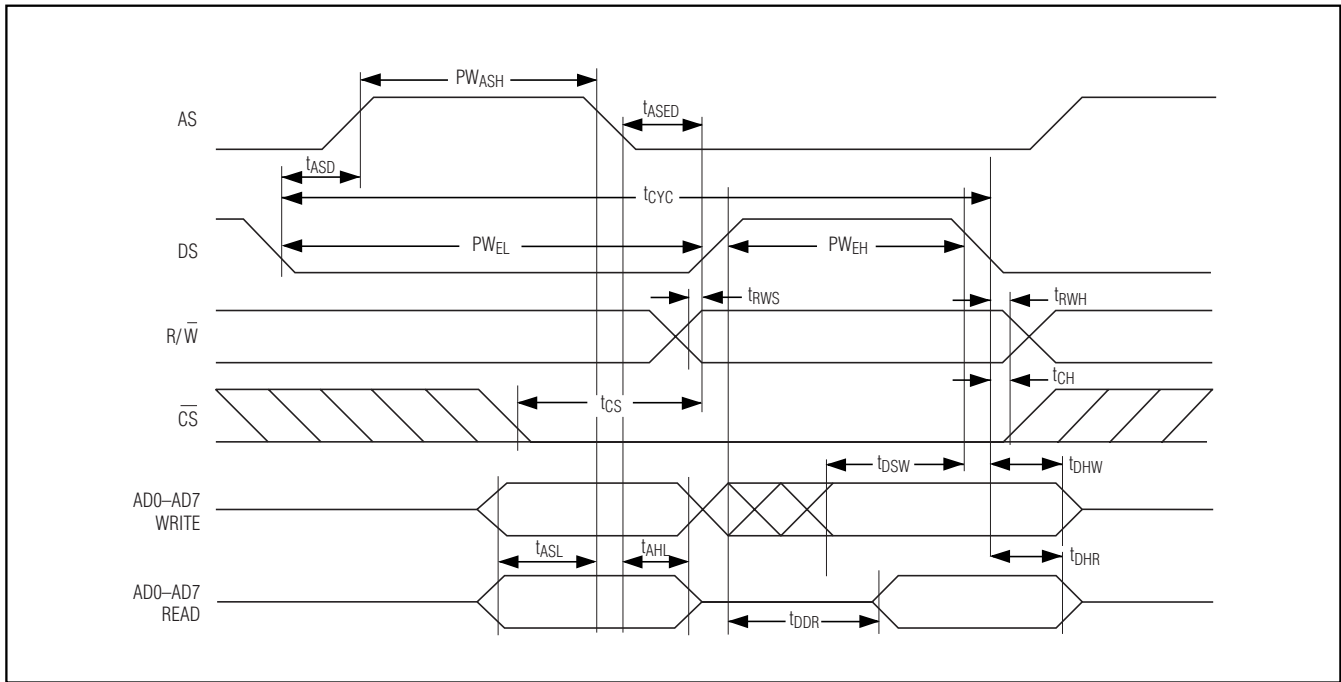 PWASH
AS
tASED
tASD
tCYC
DS
PWEL
PWEH
tRWS
tRWH
R/W̅
tCH
C̅S̅
tCS
tDSW
tDHW
AD0–AD7
WRITE
tASL
tAHL
tDHR
AD0–AD7
READ
tDDR